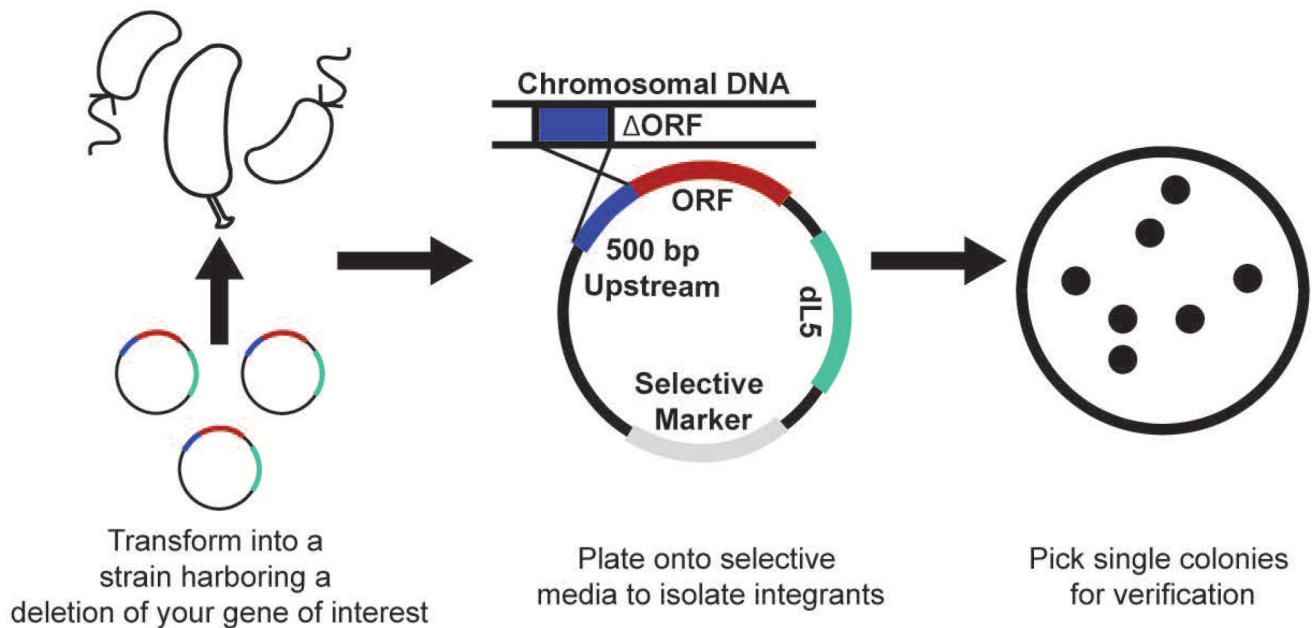 Chromosomal DNA
ΔORF
ORF
500 bp
Upstream
dL5
Selective
Marker
Transform into a
strain harboring a
deletion of your gene of interest
Plate onto selective
media to isolate integrants
Pick single colonies
for verification